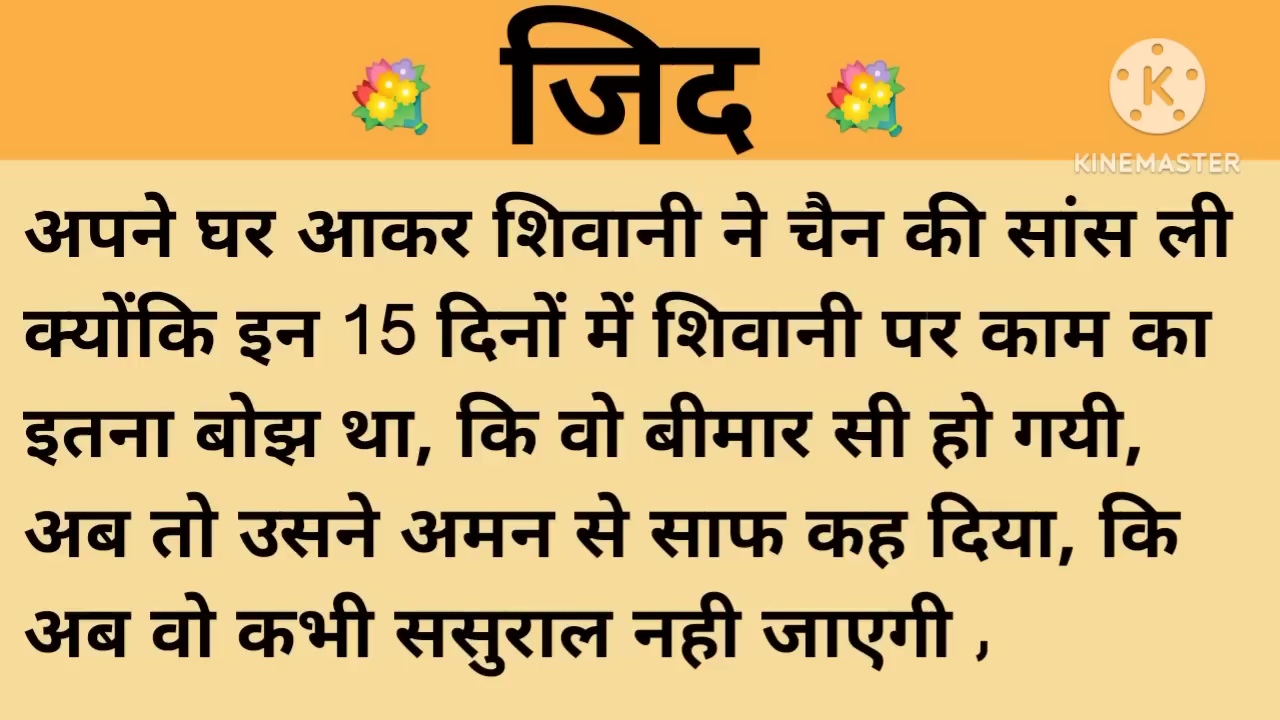 जिद
KINEMASTER
अपने घर आकर शिवानी ने चैन की सांस ली
क्योंकि इन 15 दिनों में शिवानी पर काम का
इतना बोझ था, कि वो बीमार सी हो गयी,
अब तो उसने अमन से साफ कह दिया, कि
अब वो कभी ससुराल नही जाएगी ,